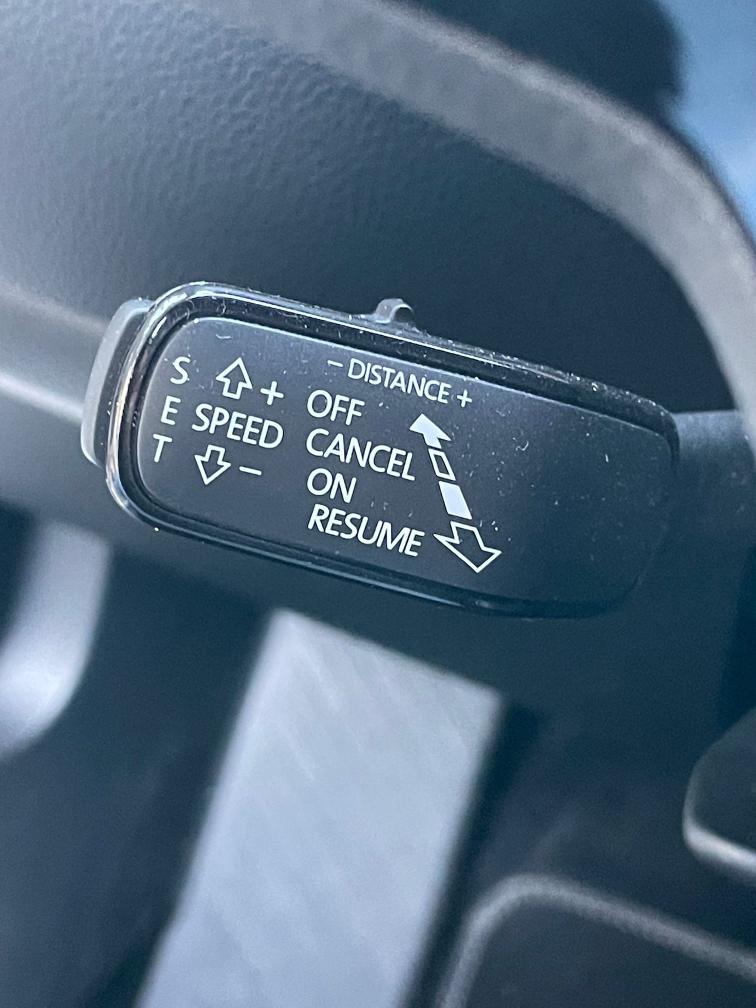 − DISTANCE +
S
E
T
+
SPEED
−
OFF
CANCEL
ON
RESUME